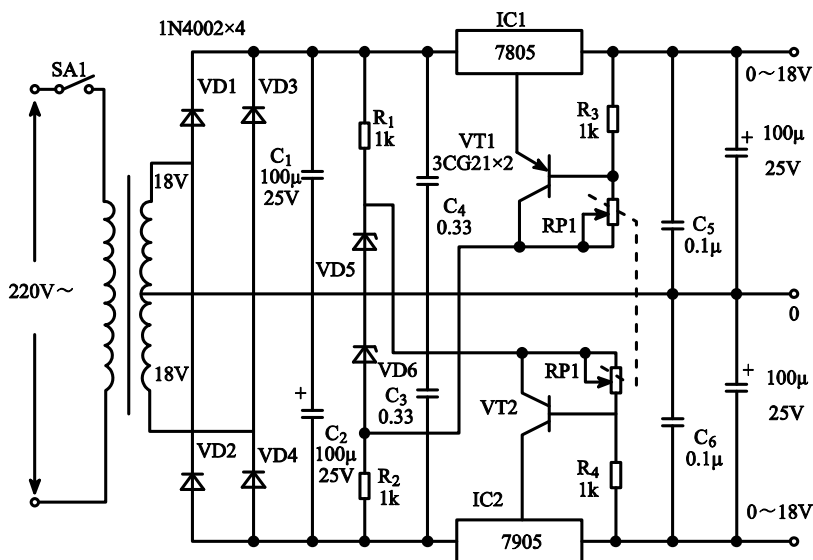 1N4002×4
IC1
7805
SA1
VD1
VD3
0～18V
R₁
1k
R₃
1k
VT1
3CG21×2
+
100μ
25V
C₁
100μ
25V
18V
C₄
0.33
RP1
C₅
0.1μ
VD5
220V～
0
18V
VD6
RP1
C₃
0.33
+
C₂
100μ
25V
VT2
+
100μ
25V
C₆
0.1μ
VD2
VD4
R₂
1k
R₄
1k
IC2
7905
0～18V